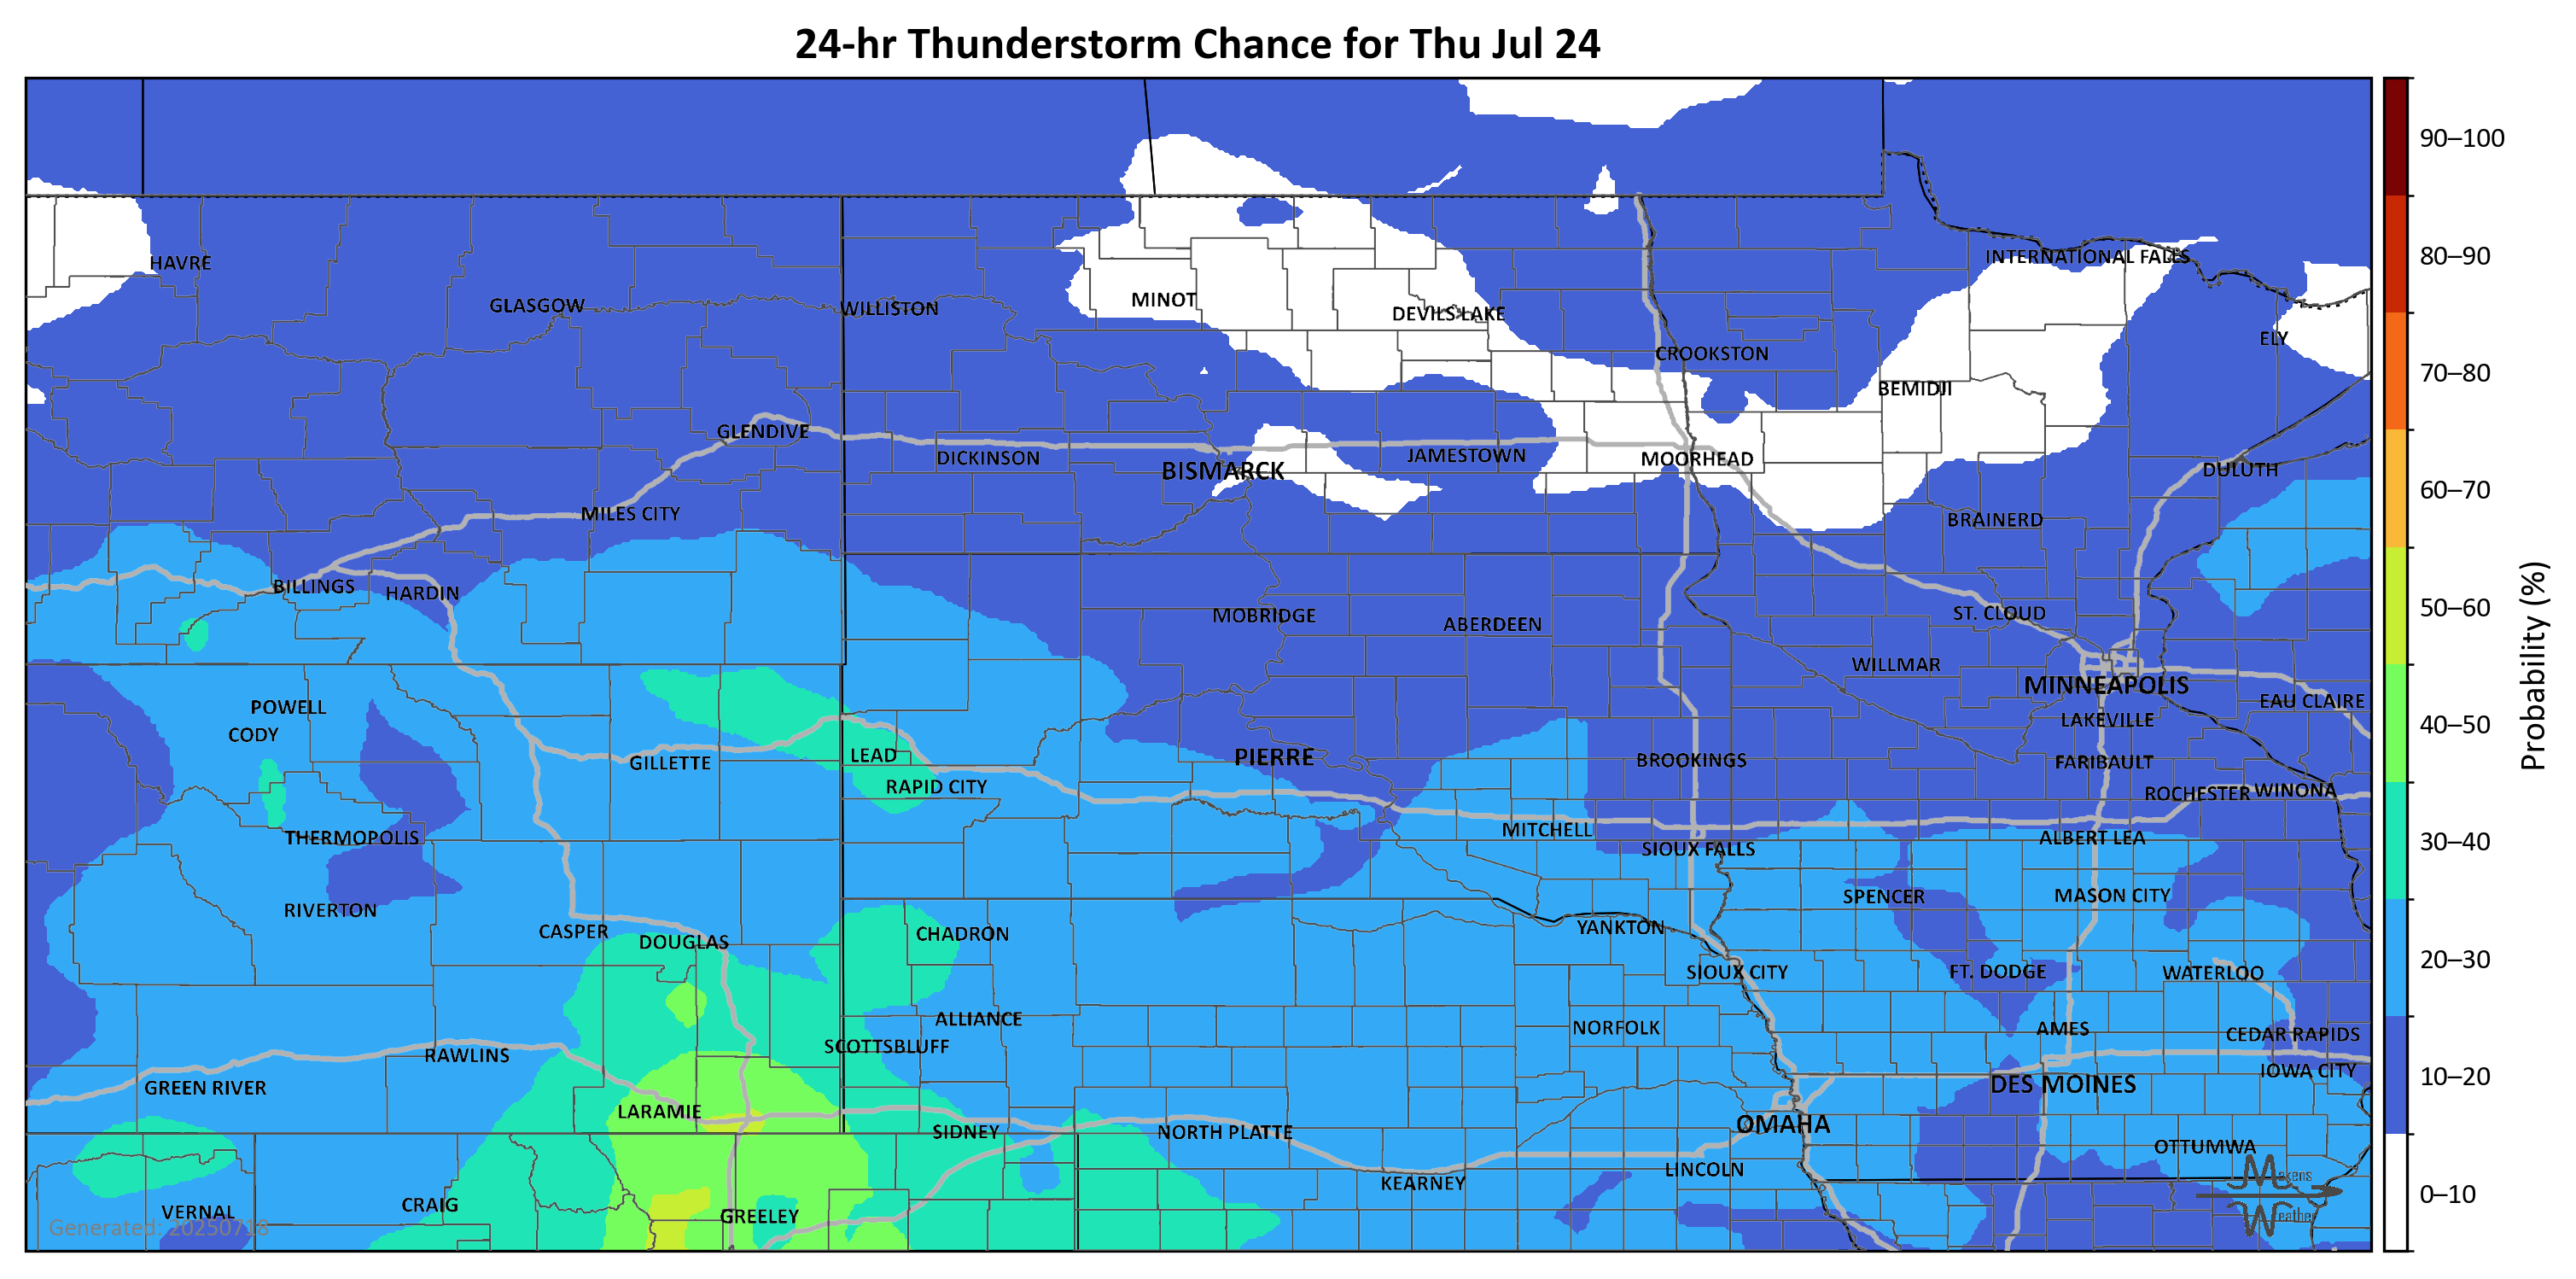 24-hr Thunderstorm Chance for Thu Jul 24
90–100
80–90
70–80
60–70
50–60
40–50
30–40
20–30
10–20
0–10
Probability (%)
HAVRE
INTERNATIONAL FALLS
GLASGOW
WILLISTON
MINOT
DEVILS LAKE
ELY
CROOKSTON
BEMIDJI
GLENDIVE
DICKINSON
BISMARCK
JAMESTOWN
MOORHEAD
DULUTH
MILES CITY
BRAINERD
BILLINGS
HARDIN
MOBRIDGE
ABERDEEN
ST. CLOUD
WILLMAR
MINNEAPOLIS
EAU CLAIRE
POWELL
LAKEVILLE
CODY
GILLETTE
LEAD
PIERRE
BROOKINGS
FARIBAULT
RAPID CITY
ROCHESTER
WINONA
THERMOPOLIS
MITCHELL
ALBERT LEA
SIOUX FALLS
RIVERTON
SPENCER
MASON CITY
CASPER
DOUGLAS
CHADRON
YANKTON
SIOUX CITY
FT. DODGE
WATERLOO
ALLIANCE
NORFOLK
AMES
CEDAR RAPIDS
RAWLINS
SCOTTSBLUFF
IOWA CITY
GREEN RIVER
DES MOINES
LARAMIE
SIDNEY
NORTH PLATTE
OMAHA
OTTUMWA
LINCOLN
KEARNEY
VERNAL
CRAIG
GREELEY
Generated: 20250718
Makens
Weather